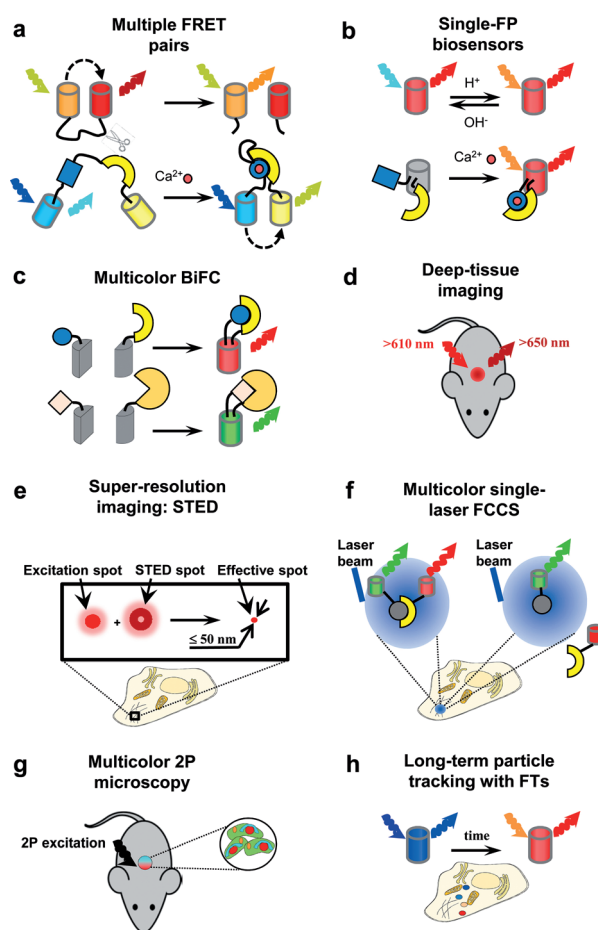 a
Multiple FRET
pairs
Ca²⁺
b
Single-FP
biosensors
H⁺
OH⁻
Ca²⁺
c
Multicolor BiFC
d
Deep-tissue
imaging
>610 nm
>650 nm
e
Super-resolution
imaging: STED
Excitation spot
STED spot
Effective spot
+
≤ 50 nm
f
Multicolor single-
laser FCCS
Laser
beam
Laser
beam
g
Multicolor 2P
microscopy
2P excitation
h
Long-term particle
tracking with FTs
time